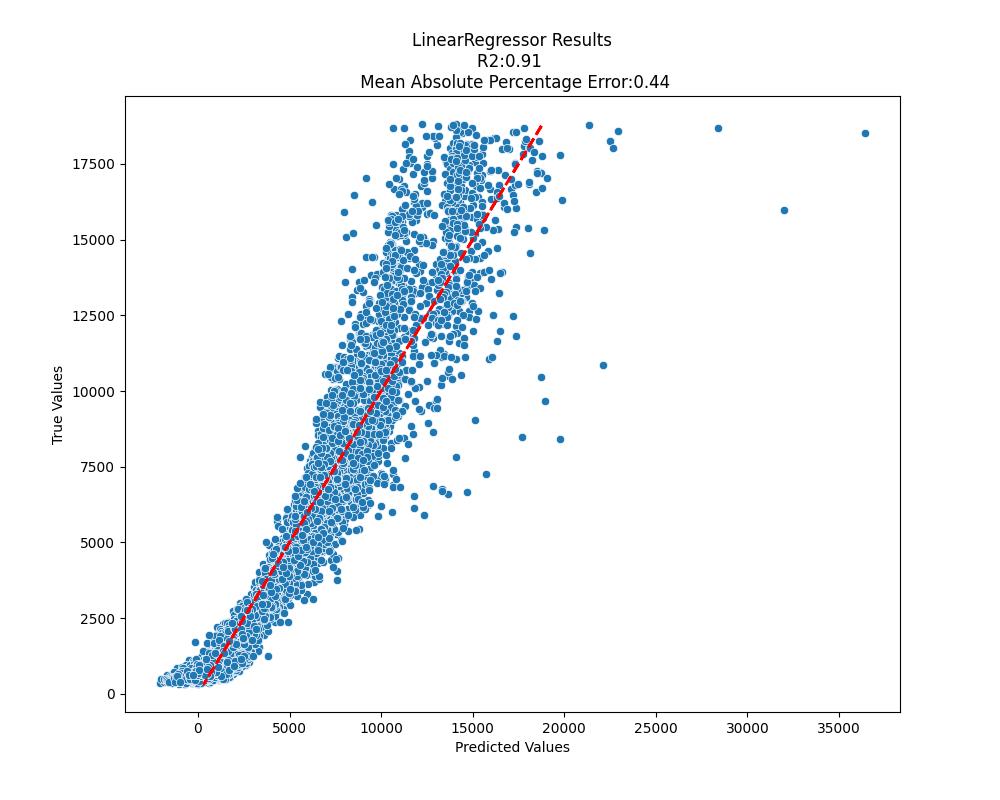 LinearRegressor Results
R2:0.91
Mean Absolute Percentage Error:0.44
True Values
17500
15000
12500
10000
7500
5000
2500
0
0 5000 10000 15000 20000 25000 30000 35000
Predicted Values